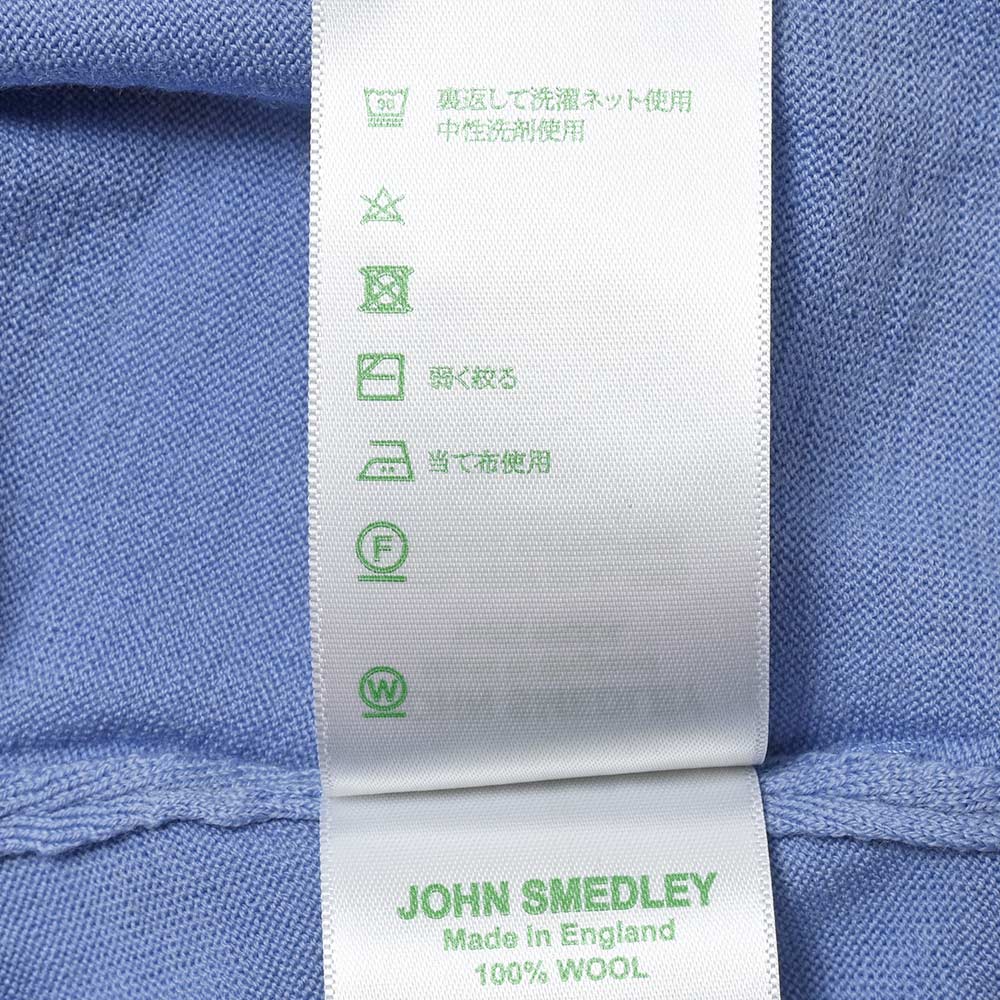 30
裏返して洗濯ネット使用
中性洗剤使用
弱く絞る
当て布使用
F
W
JOHN SMEDLEY
Made in England
100% WOOL